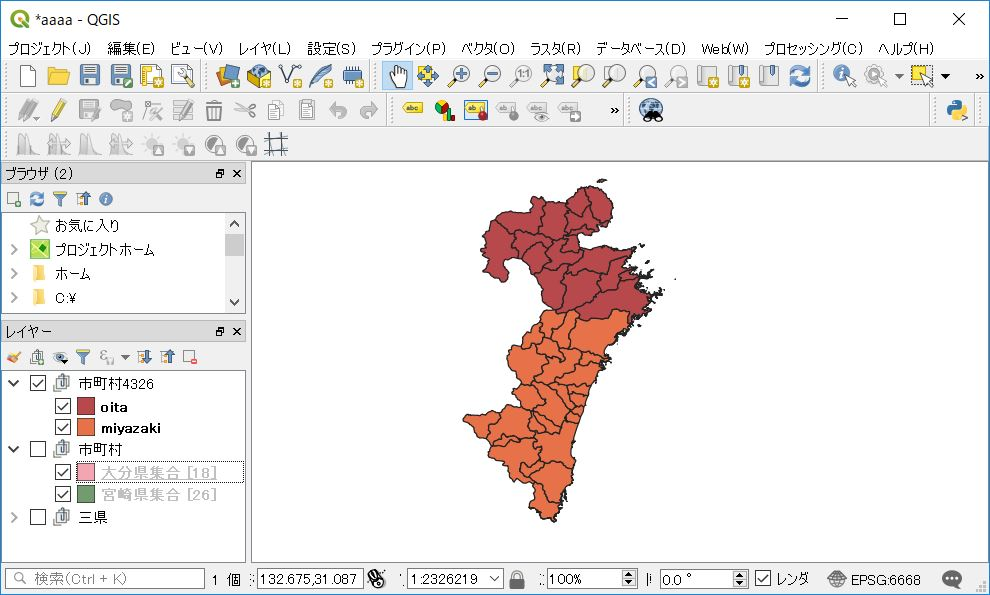 *aaaa - QGIS
プロジェクト(J) 編集(E) ビュー(V) レイヤ(L) 設定(S) プラグイン(P) ベクタ(O) ラスタ(R) データベース(D) Web(W) プロセッシング(C) ヘルプ(H)
1:1
»
abc ab abc abc
»
ブラウザ (2)
お気に入り
プロジェクトホーム
ホーム
C:¥
レイヤー
市町村4326
oita
miyazaki
市町村
大分県集合 [18]
宮崎県集合 [26]
三県
検索(Ctrl + K) 1 個 132.675,31.087 1:2326219 100% 0.0 ° レンダ EPSG:6668